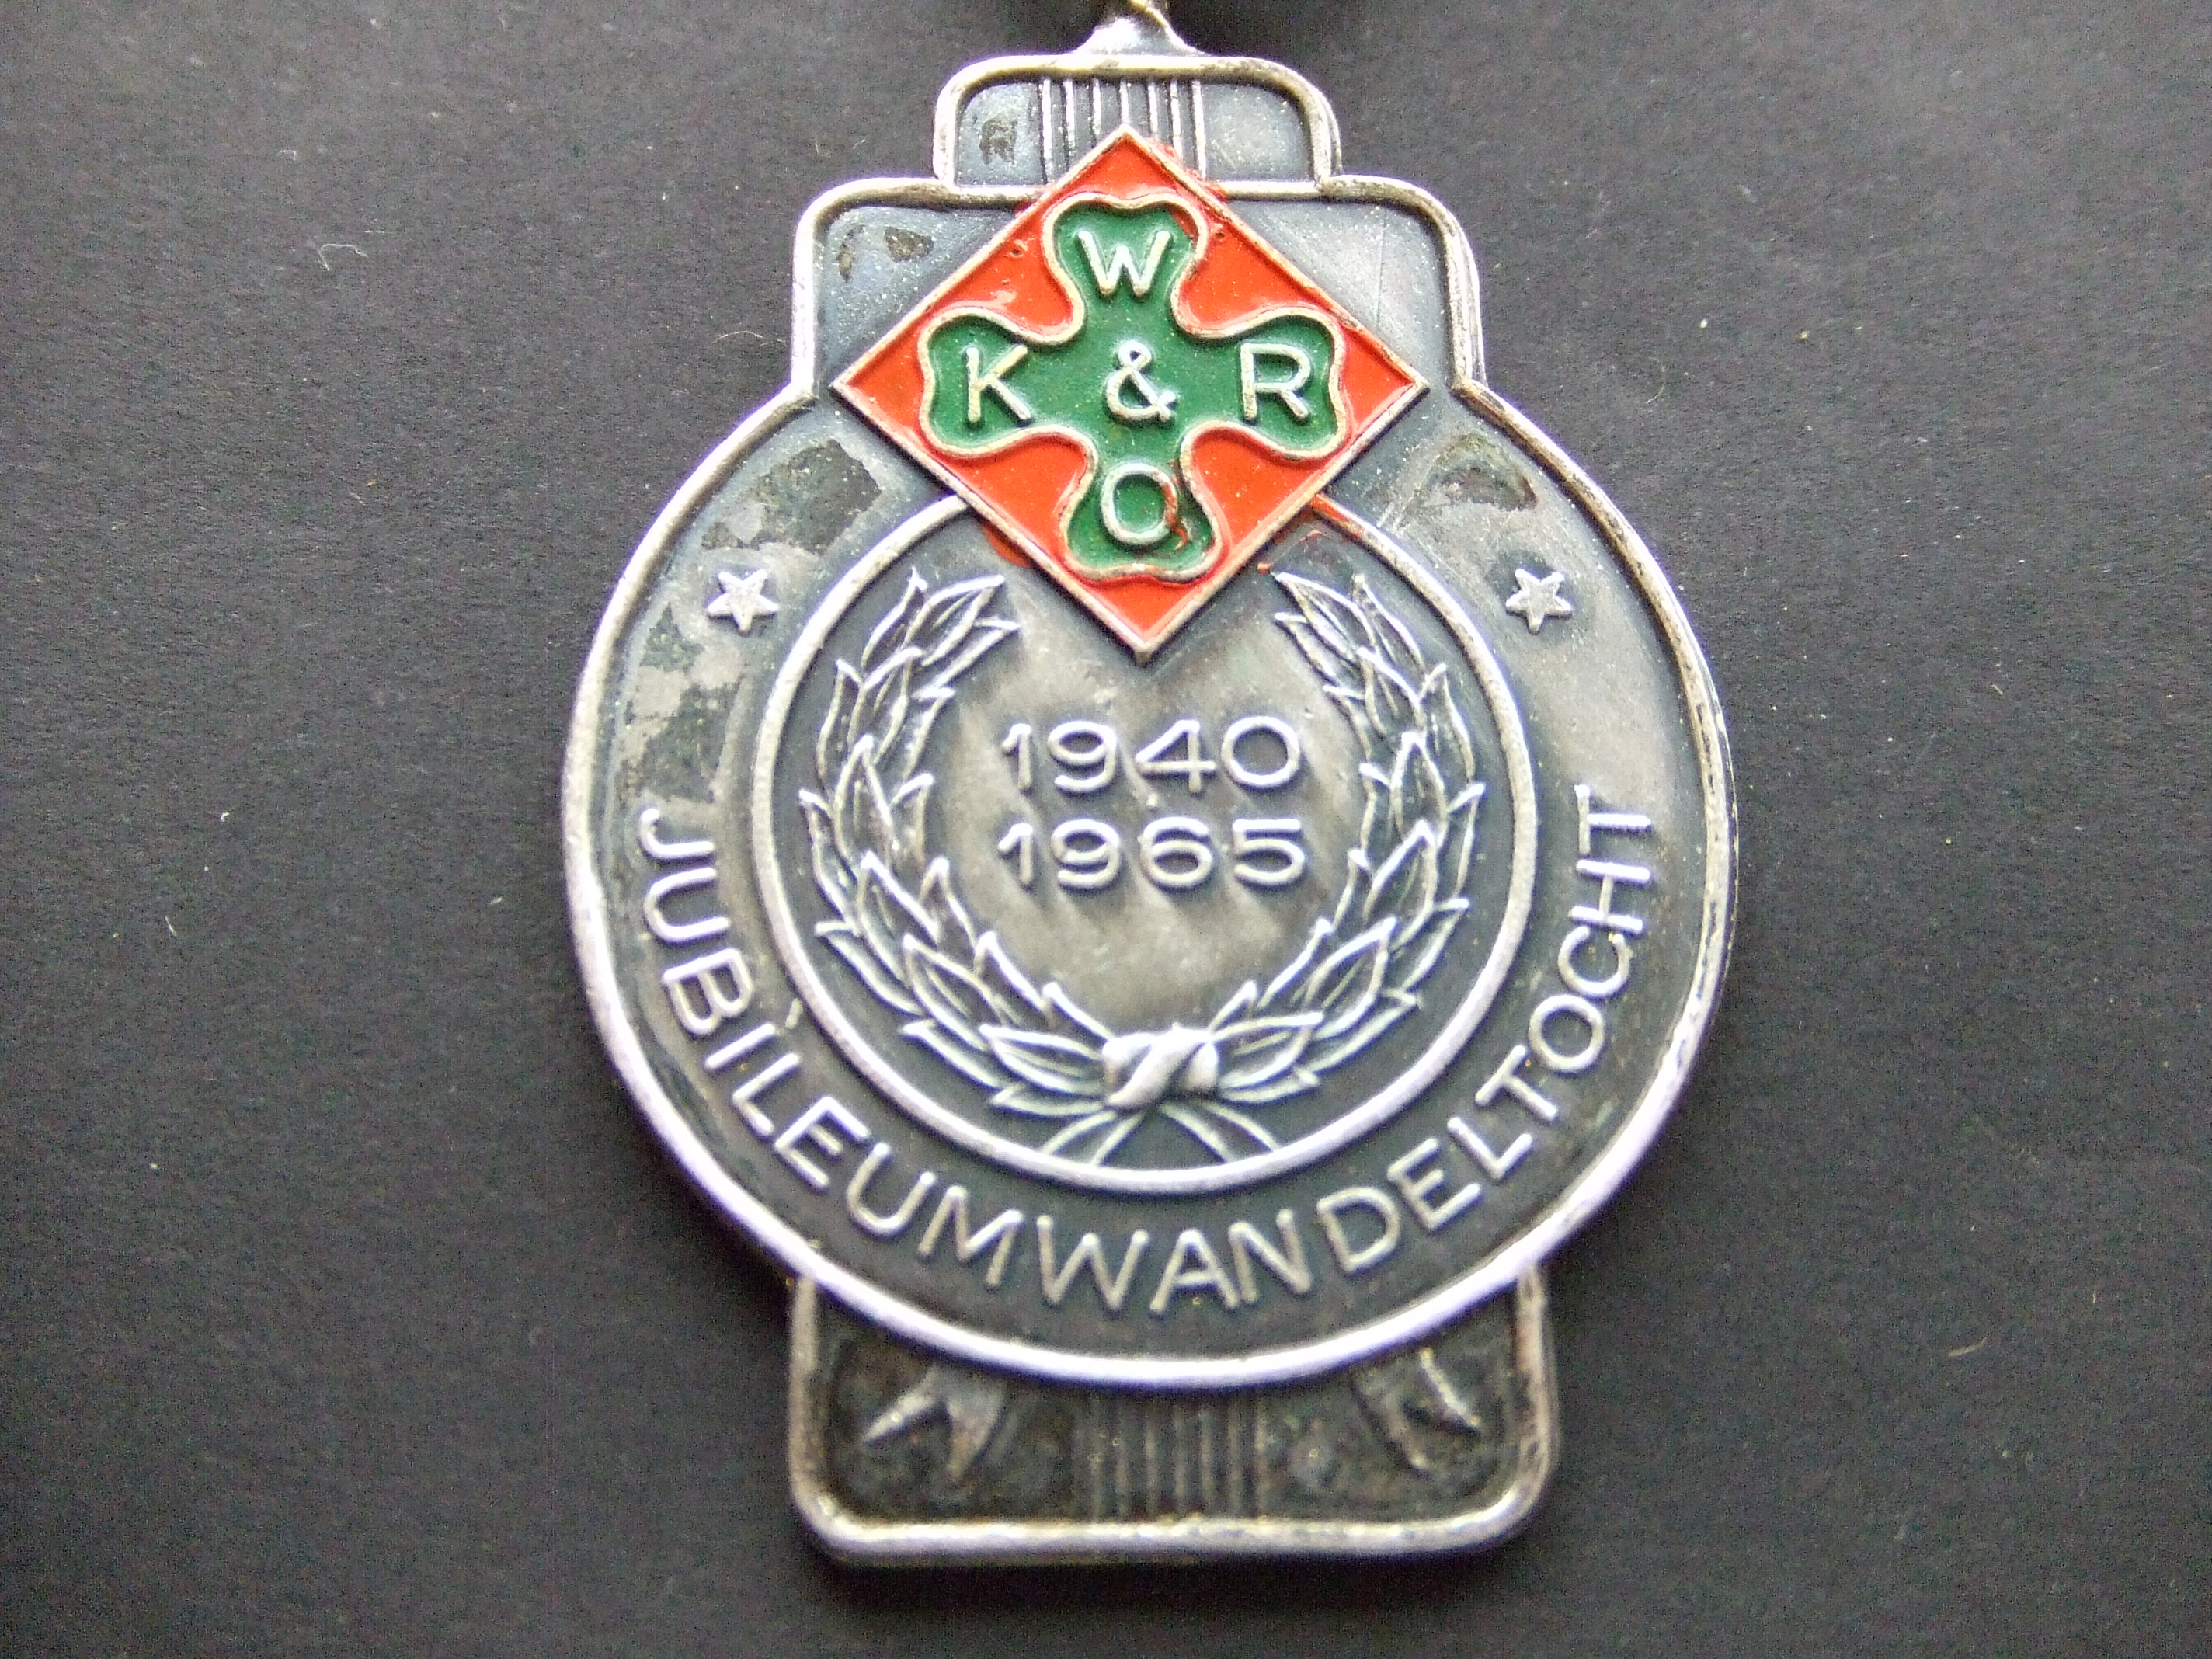 W
K & R
O
1940
1965
JUBILEUMWANDELTOCHT